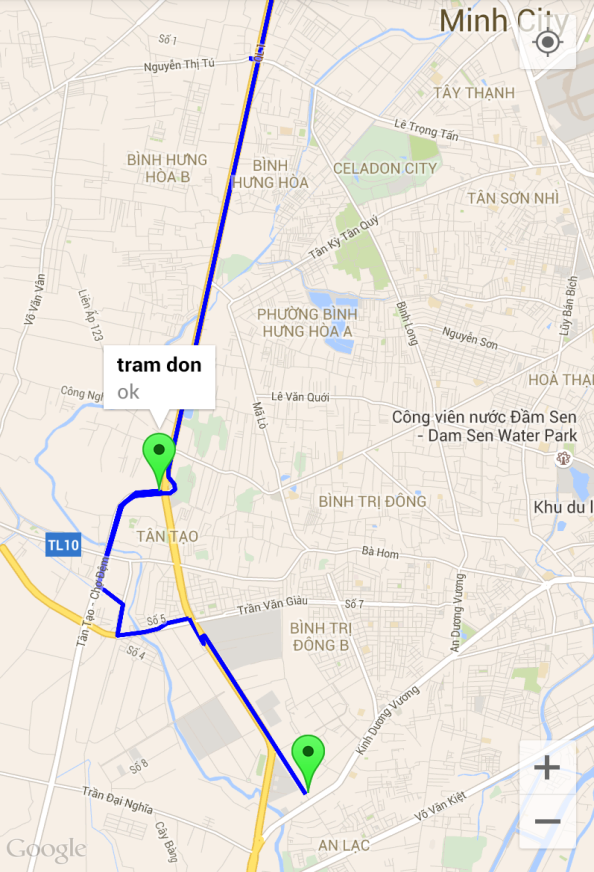 Minh City
Số 1
QL 1
Nguyễn Thị Tú
TÂY THẠNH
Lê Trọng Tấn
BÌNH HƯNG
HÒA B
BÌNH
HƯNG HÒA
CELADON CITY
TÂN SƠN NHÌ
Tân Kỳ Tân Quý
Võ Văn Vân
Liên Ấp 123
Lũy Bán Bích
PHƯỜNG BÌNH
HƯNG HÒA A
Bình Long
Nguyễn Sơn
tram don
ok
HOÀ THẠ
Công Ngh
Lê Văn Quới
Mã Lò
Công viên nước Đầm Sen
- Dam Sen Water Park
BÌNH TRỊ ĐÔNG
Khu du l
TÂN TẠO
TL10
Bà Hom
Tân Tạo - Chợ Đệm
An Dương Vương
Trần Văn Giàu
Số 7
Số 5
BÌNH TRỊ
ĐÔNG B
Số 4
Kinh Dương Vương
Số 8
Trần Đại Nghĩa
Võ Văn Kiệt
Cây Bàng
AN LẠC
Google